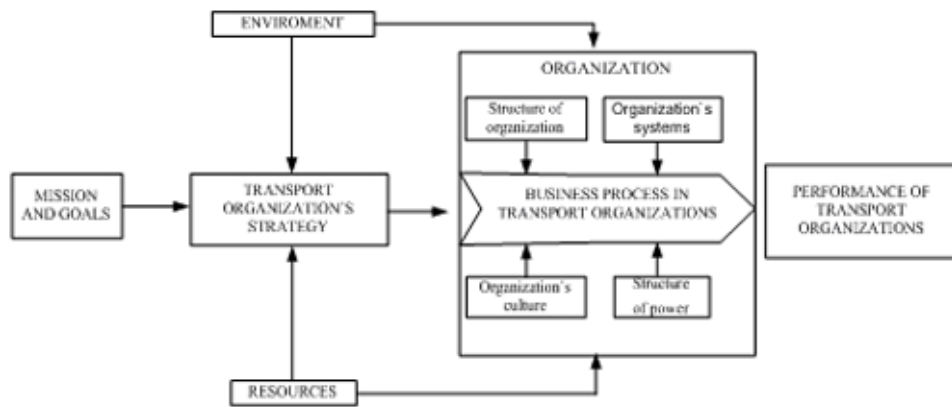 ENVIROMENT
ORGANIZATION
Structure of
organization
Organization`s
systems
MISSION
AND GOALS
TRANSPORT
ORGANIZATION`S
STRATEGY
BUSINESS PROCESS IN
TRANSPORT ORGANIZATIONS
PERFORMANCE OF
TRANSPORT
ORGANIZATIONS
Organization`s
culture
Structure
of power
RESOURCES